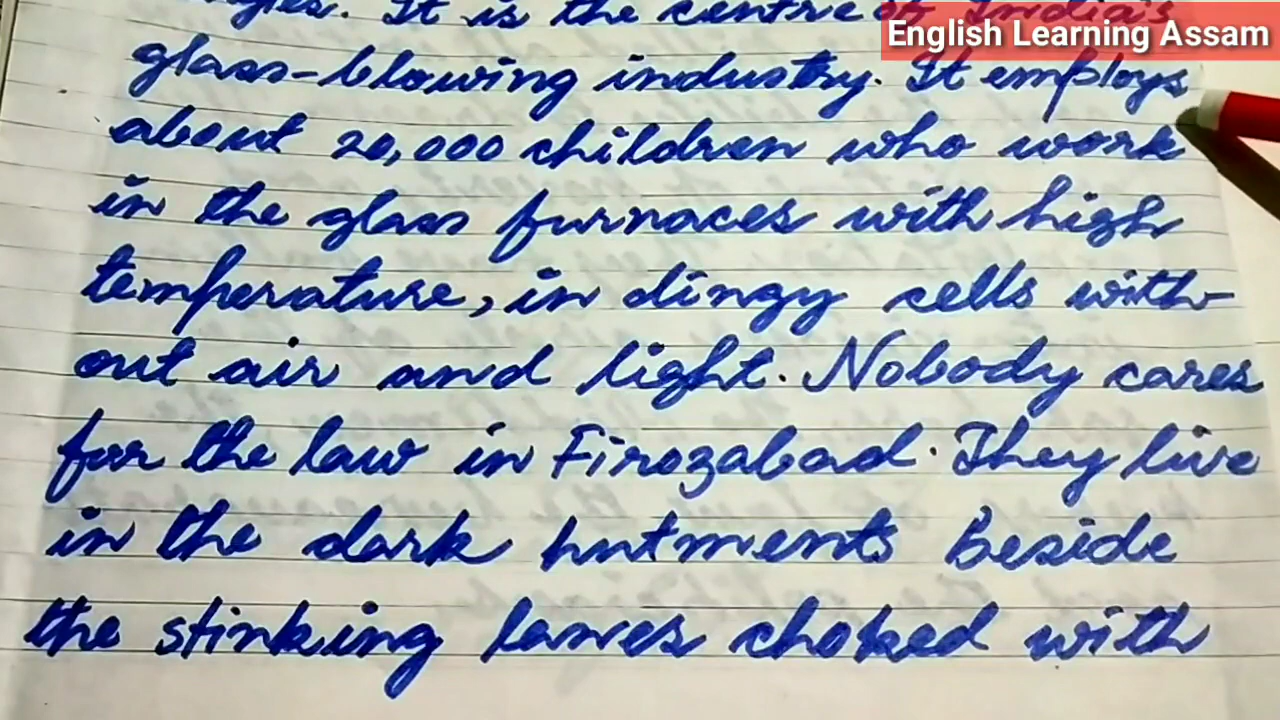 It is the centre of India's
English Learning Assam
glass-blowing industry. It employs
about 20,000 children who work
in the glass furnaces with high
temperature, in dingy cells with-
out air and light. Nobody cares
for the law in Firozabad. They live
in the dark hutments beside
the stinking lanes choked with